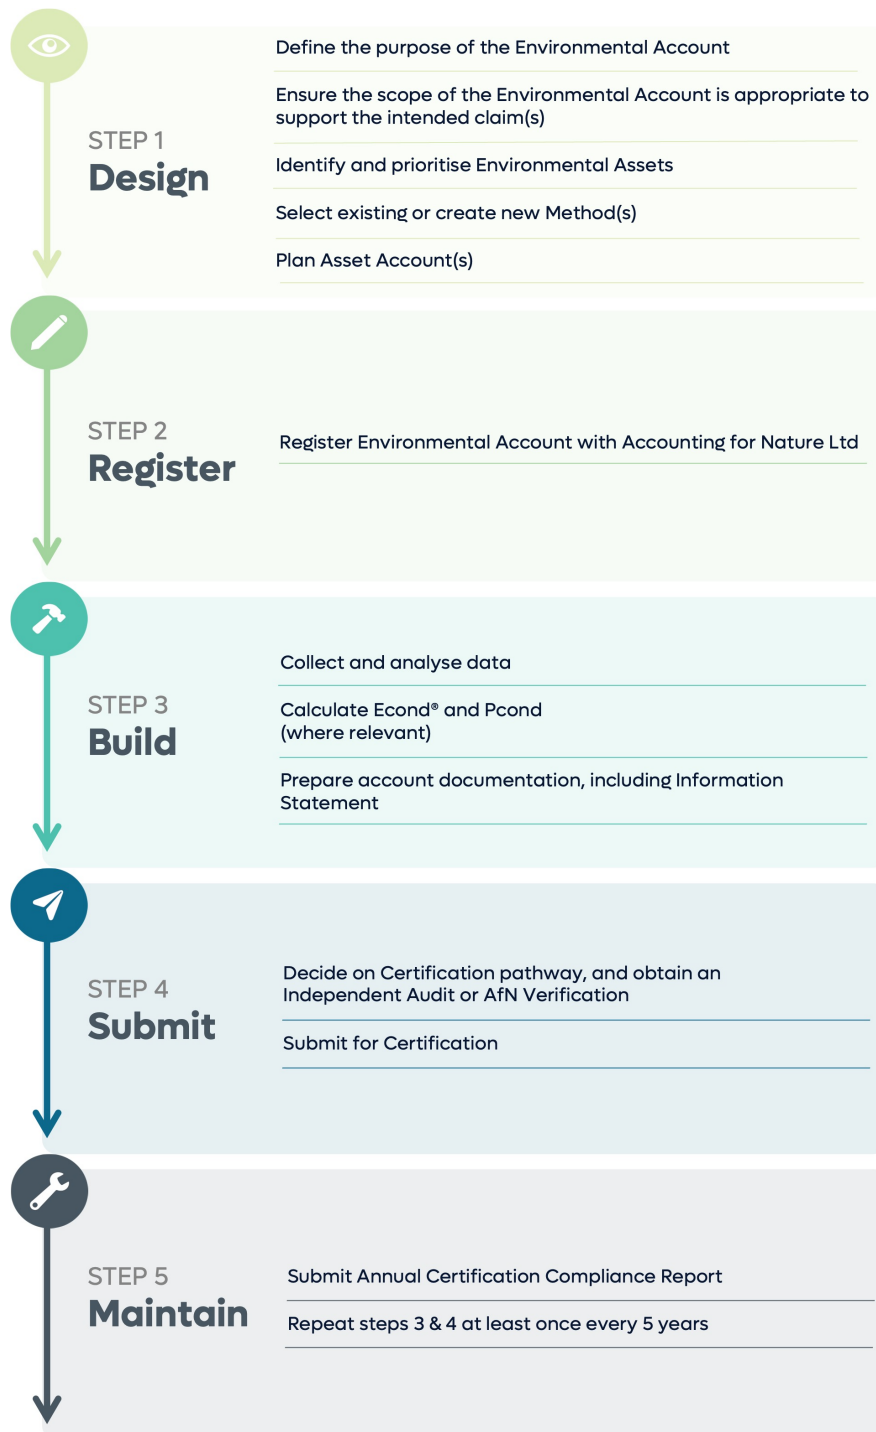 Define the purpose of the Environmental Account
Ensure the scope of the Environmental Account is appropriate to
support the intended claim(s)
STEP 1
Design
Identify and prioritise Environmental Assets
Select existing or create new Method(s)
Plan Asset Account(s)
STEP 2
Register
Register Environmental Account with Accounting for Nature Ltd
STEP 3
Build
Collect and analyse data
Calculate Econd® and Pcond
(where relevant)
Prepare account documentation, including Information
Statement
STEP 4
Submit
Decide on Certification pathway, and obtain an
Independent Audit or AfN Verification
Submit for Certification
STEP 5
Maintain
Submit Annual Certification Compliance Report
Repeat steps 3 & 4 at least once every 5 years